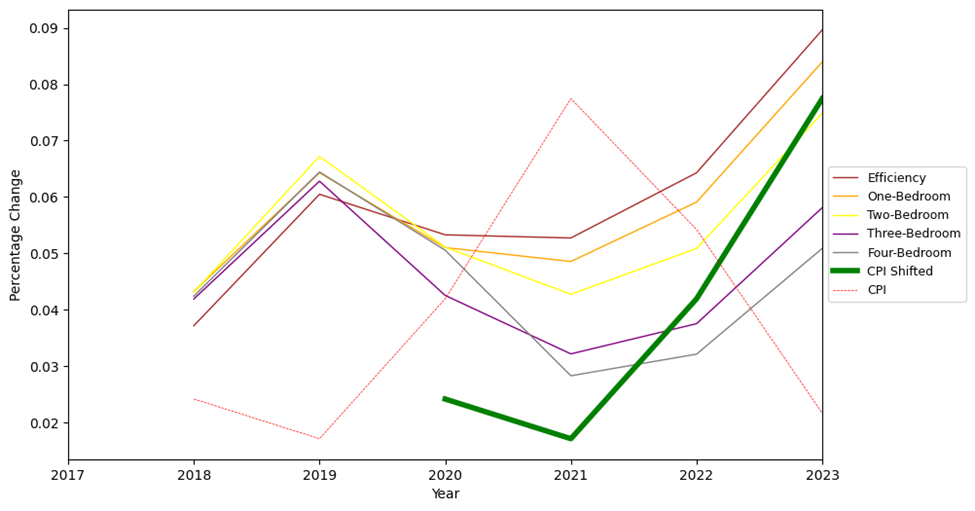 0.09
0.08
0.07
0.06
0.05
0.04
0.03
0.02
Percentage Change
2017 2018 2019 2020 2021 2022 2023
Year
Efficiency
One-Bedroom
Two-Bedroom
Three-Bedroom
Four-Bedroom
CPI Shifted
CPI